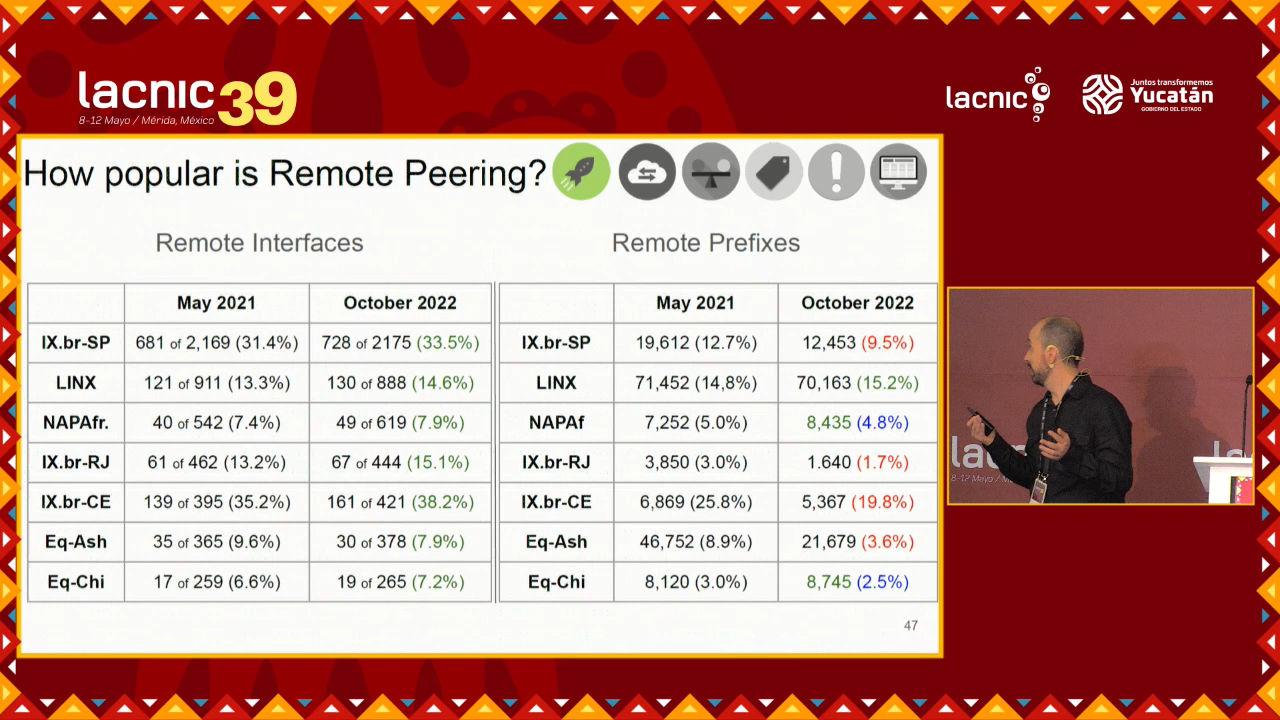 lacnic 39
8-12 Mayo / Mérida, México
lacnic
Juntos transformemos
Yucatán
GOBIERNO DEL ESTADO
How popular is Remote Peering?
Remote Interfaces
May 2021 October 2022
IX.br-SP 681 of 2,169 (31.4%) 728 of 2175 (33.5%)
LINX 121 of 911 (13.3%) 130 of 888 (14.6%)
NAPAfr. 40 of 542 (7.4%) 49 of 619 (7.9%)
IX.br-RJ 61 of 462 (13.2%) 67 of 444 (15.1%)
IX.br-CE 139 of 395 (35.2%) 161 of 421 (38.2%)
Eq-Ash 35 of 365 (9.6%) 30 of 378 (7.9%)
Eq-Chi 17 of 259 (6.6%) 19 of 265 (7.2%)
Remote Prefixes
May 2021 October 2022
IX.br-SP 19,612 (12.7%) 12,453 (9.5%)
LINX 71,452 (14,8%) 70,163 (15.2%)
NAPAf 7,252 (5.0%) 8,435 (4.8%)
IX.br-RJ 3,850 (3.0%) 1.640 (1.7%)
IX.br-CE 6,869 (25.8%) 5,367 (19.8%)
Eq-Ash 46,752 (8.9%) 21,679 (3.6%)
Eq-Chi 8,120 (3.0%) 8,745 (2.5%)
47